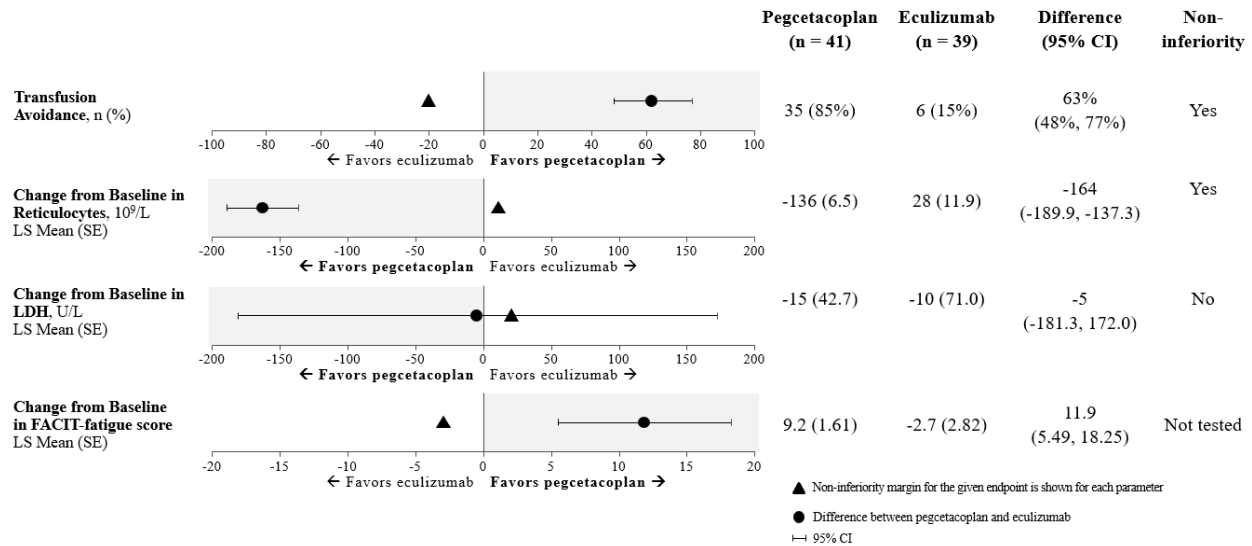 Pegcetacoplan Eculizumab Difference Non-
(n = 41) (n = 39) (95% CI) inferiority
Transfusion
Avoidance, n (%)
35 (85%) 6 (15%) 63%
(48%, 77%) Yes
-100 -80 -60 -40 -20 0 20 40 60 80 100
← Favors eculizumab Favors pegcetacoplan →
Change from Baseline in
Reticulocytes, 10⁹/L
LS Mean (SE)
-136 (6.5) 28 (11.9) -164
(-189.9, -137.3) Yes
-200 -150 -100 -50 0 50 100 150 200
← Favors pegcetacoplan Favors eculizumab →
Change from Baseline in
LDH, U/L
LS Mean (SE)
-15 (42.7) -10 (71.0) -5
(-181.3, 172.0) No
-200 -150 -100 -50 0 50 100 150 200
← Favors pegcetacoplan Favors eculizumab →
Change from Baseline
in FACIT-fatigue score
LS Mean (SE)
9.2 (1.61) -2.7 (2.82) 11.9
(5.49, 18.25) Not tested
-20 -15 -10 -5 0 5 10 15 20
← Favors eculizumab Favors pegcetacoplan →
Non-inferiority margin for the given endpoint is shown for each parameter
Difference between pegcetacoplan and eculizumab
95% CI